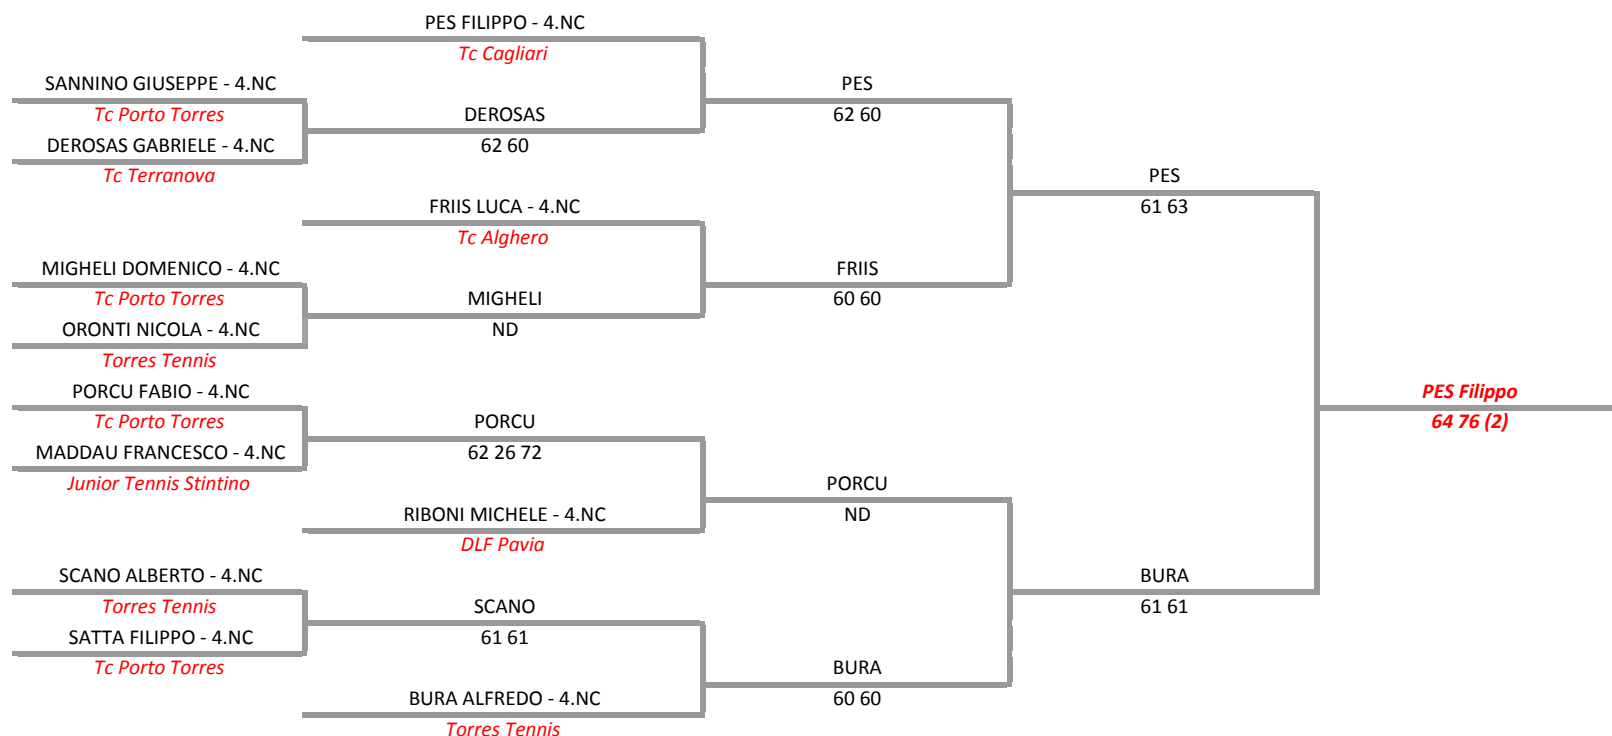 PES FILIPPO - 4.NC
Tc Cagliari
SANNINO GIUSEPPE - 4.NC
Tc Porto Torres
DEROSAS GABRIELE - 4.NC
Tc Terranova
DEROSAS
62 60
PES
62 60
FRIIS LUCA - 4.NC
Tc Alghero
MIGHELI DOMENICO - 4.NC
Tc Porto Torres
ORONTI NICOLA - 4.NC
Torres Tennis
MIGHELI
ND
FRIIS
60 60
PES
61 63
PORCU FABIO - 4.NC
Tc Porto Torres
MADDAU FRANCESCO - 4.NC
Junior Tennis Stintino
PORCU
62 26 72
RIBONI MICHELE - 4.NC
DLF Pavia
PORCU
ND
SCANO ALBERTO - 4.NC
Torres Tennis
SATTA FILIPPO - 4.NC
Tc Porto Torres
SCANO
61 61
BURA ALFREDO - 4.NC
Torres Tennis
BURA
60 60
BURA
61 61
PES Filippo
64 76 (2)